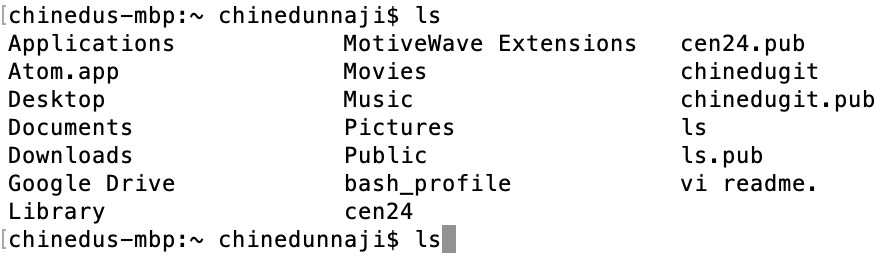 [chinedus-mbp:~ chinedunnaji$ ls
Applications MotiveWave Extensions cen24.pub
Atom.app Movies chinedugit
Desktop Music chinedugit.pub
Documents Pictures ls
Downloads Public ls.pub
Google Drive bash_profile vi readme.
Library cen24
[chinedus-mbp:~ chinedunnaji$ ls